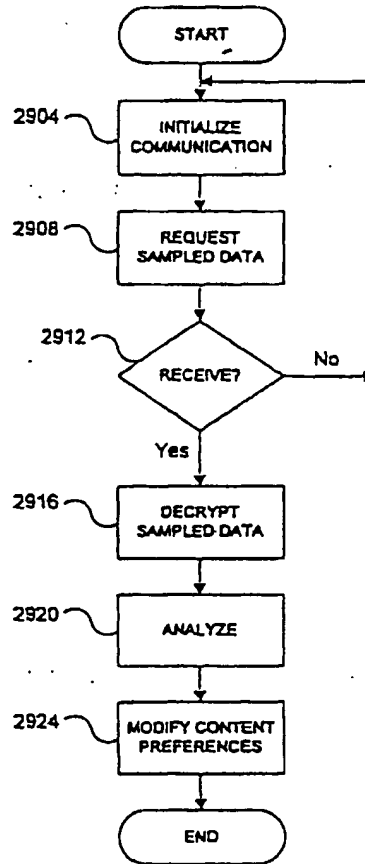 START
2904
INITIALIZE
COMMUNICATION
2908
REQUEST
SAMPLED DATA
2912
RECEIVE?
No
Yes
2916
DECRYPT
SAMPLED DATA
2920
ANALYZE
2924
MODIFY CONTENT
PREFERENCES
END